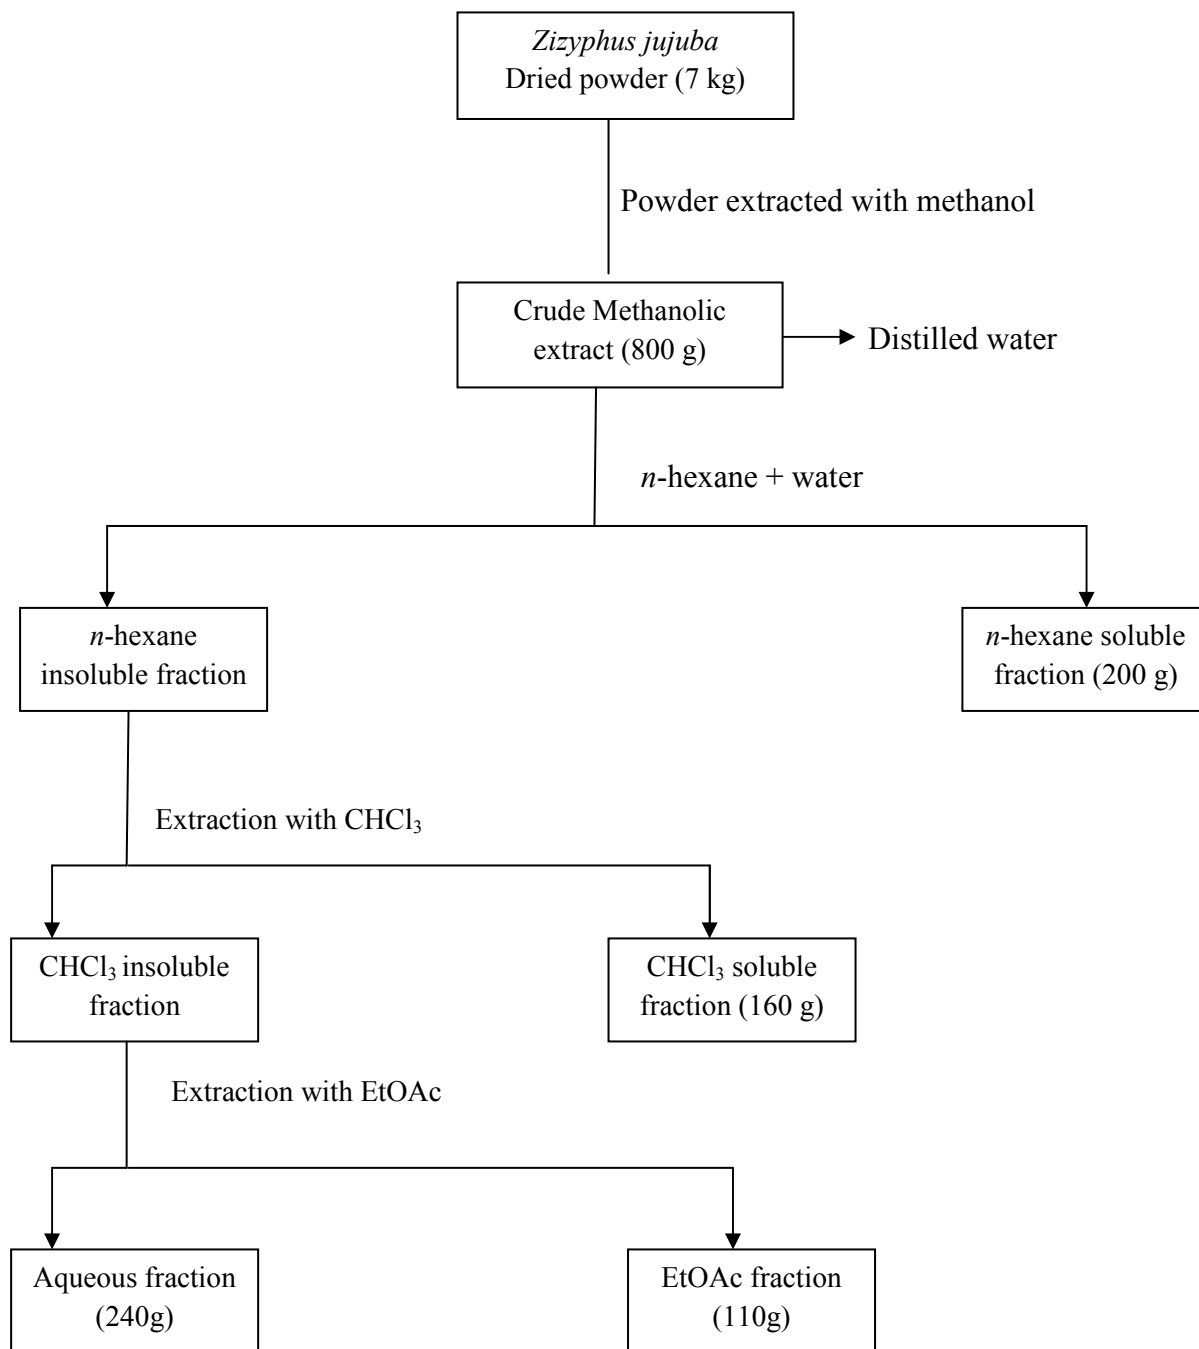 Zizyphus jujuba
Dried powder (7 kg)
Powder extracted with methanol
Crude Methanolic
extract (800 g)
Distilled water
n-hexane + water
n-hexane
insoluble fraction
n-hexane soluble
fraction (200 g)
Extraction with CHCl₃
CHCl₃ insoluble
fraction
CHCl₃ soluble
fraction (160 g)
Extraction with EtOAc
Aqueous fraction
(240g)
EtOAc fraction
(110g)